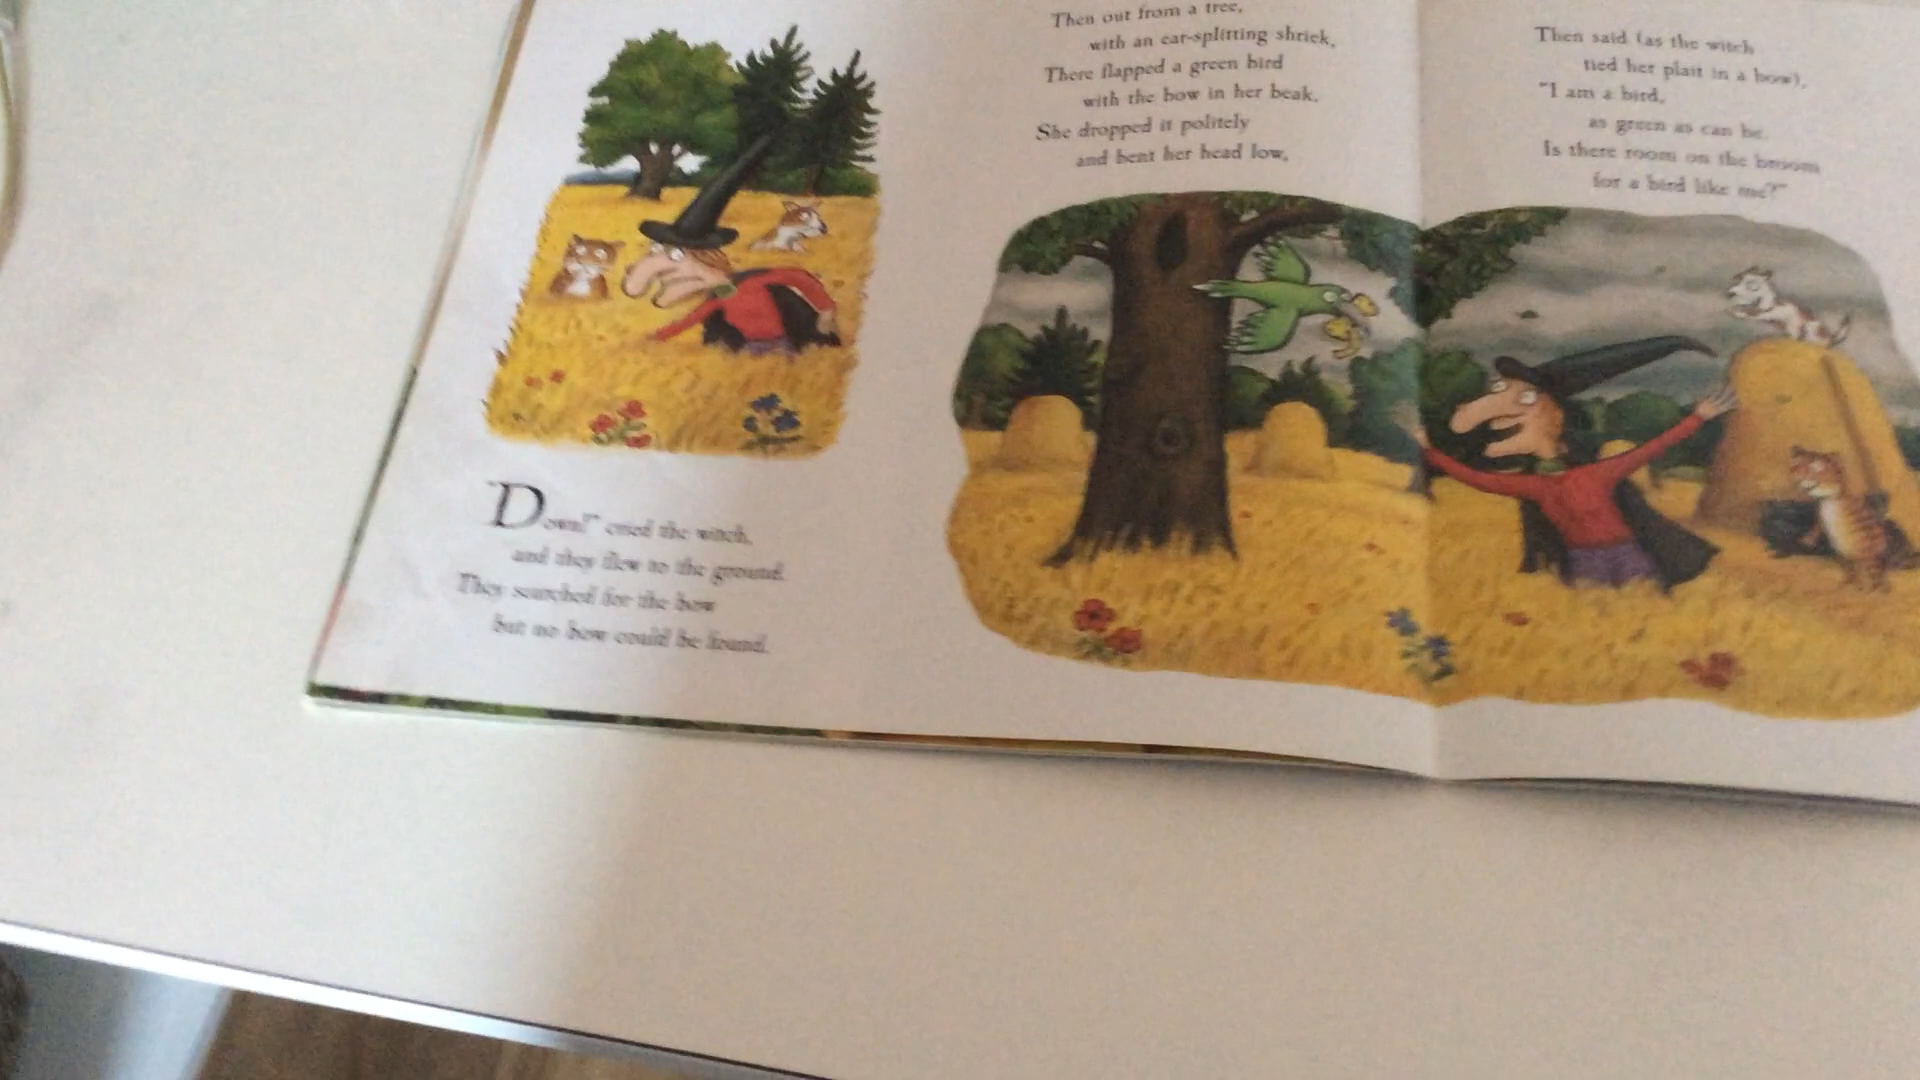 "Down!" cried the witch,
and they flew to the ground.
They searched for the bow
but no bow could be found.
Then out from a tree,
with an ear-splitting shriek,
There flapped a green bird
with the bow in her beak.
She dropped it politely
and bent her head low,
Then said (as the witch
tied her plait in a bow),
"I am a bird,
as green as can be.
Is there room on the broom
for a bird like me?"